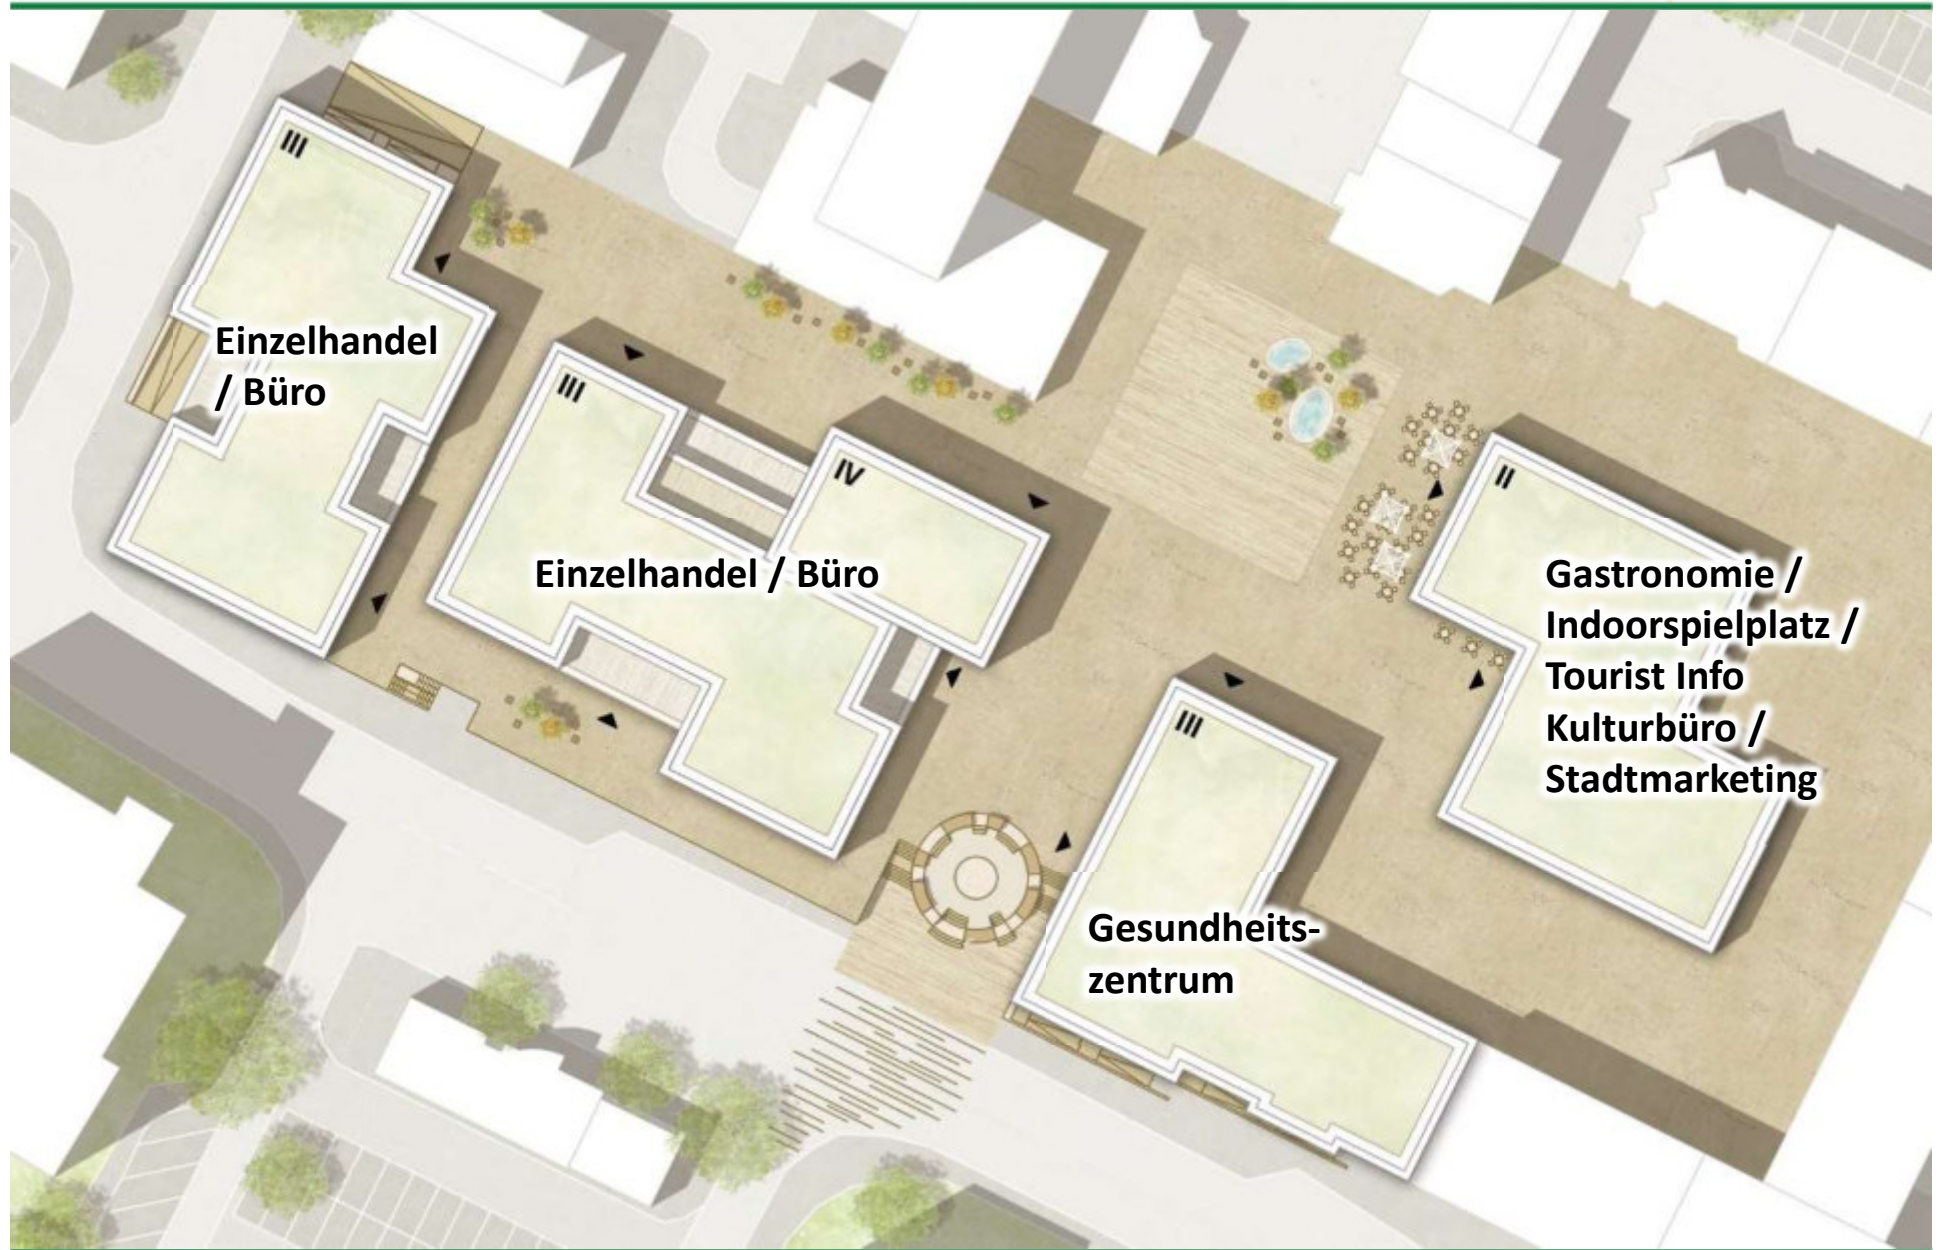 III
Einzelhandel
/ Büro
III
IV
Einzelhandel / Büro
II
Gastronomie /
Indoorspielplatz /
Tourist Info
Kulturbüro /
Stadtmarketing
III
Gesundheits-
zentrum